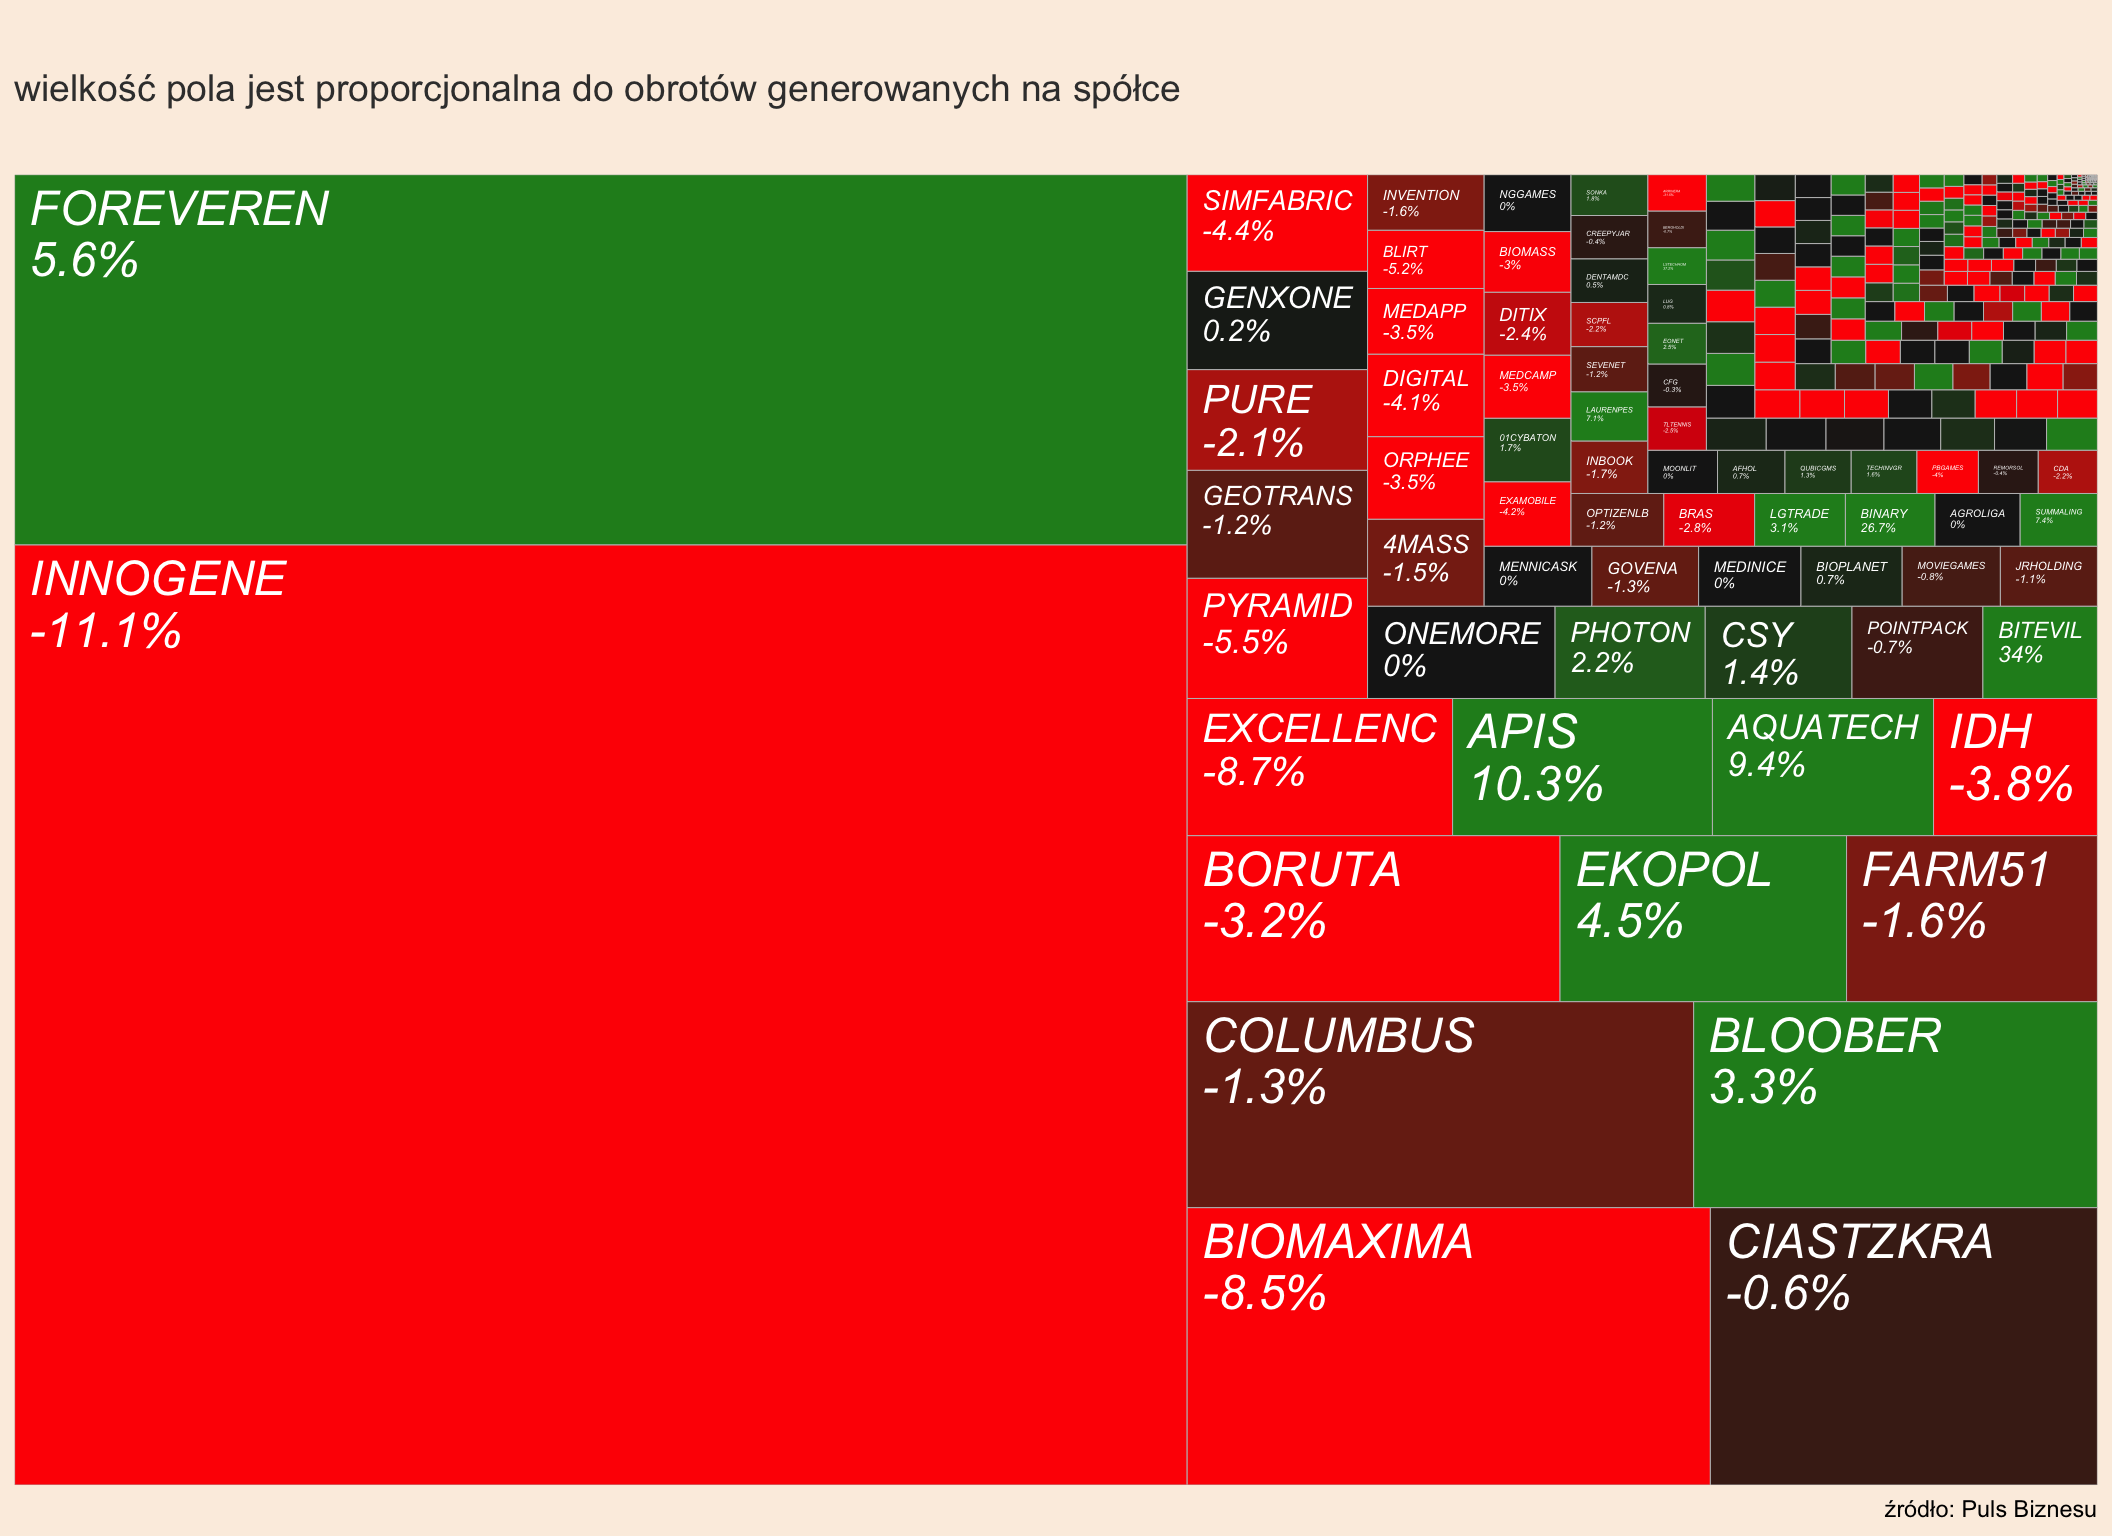 wielkość pola jest proporcjonalna do obrotów generowanych na spółce
FOREVEREN
5.6%
INNOGENE
-11.1%
SIMFABRIC
-4.4%
GENXONE
0.2%
PURE
-2.1%
GEOTRANS
-1.2%
PYRAMID
-5.5%
INVENTION
-1.6%
BLIRT
-5.2%
MEDAPP
-3.5%
DIGITAL
-4.1%
ORPHEE
-3.5%
4MASS
-1.5%
NGGAMES
0%
BIOMASS
-3%
DITIX
-2.4%
MEDCAMP
-3.5%
01CYBATON
1.7%
EXAMOBILE
-4.2%
SONKA
1.8%
CREEPYJAR
-0.4%
DENTAMDC
0.5%
SCPFL
-2.2%
SEVENET
-1.2%
LAURENPES
7.1%
INBOOK
-1.7%
LUG
0.8%
EONET
2.5%
CFG
-0.3%
TLTENNIS
-2.5%
MOONLIT
0%
AFHOL
0.7%
QUBICGMS
1.3%
TECHINVGR
1.6%
PBGAMES
-4%
REMORSOL
-0.4%
CDA
-2.2%
OPTIZENLB
-1.2%
BRAS
-2.8%
LGTRADE
3.1%
BINARY
26.7%
AGROLIGA
0%
SUMMALING
7.4%
MENNICASK
0%
GOVENA
-1.3%
MEDINICE
0%
BIOPLANET
0.7%
MOVIEGAMES
-0.8%
JRHOLDING
-1.1%
ONEMORE
0%
PHOTON
2.2%
CSY
1.4%
POINTPACK
-0.7%
BITEVIL
34%
EXCELLENC
-8.7%
APIS
10.3%
AQUATECH
9.4%
IDH
-3.8%
BORUTA
-3.2%
EKOPOL
4.5%
FARM51
-1.6%
COLUMBUS
-1.3%
BLOOBER
3.3%
BIOMAXIMA
-8.5%
CIASTZKRA
-0.6%
źródło: Puls Biznesu